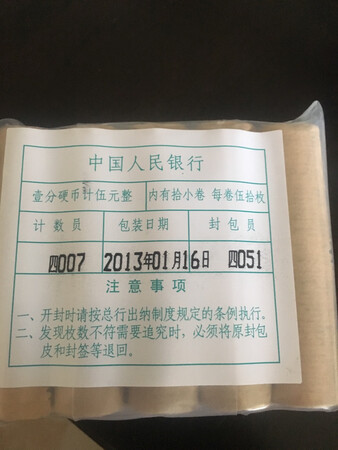 中国人民银行
壹分硬币计伍元整 内有拾小卷 每卷伍拾枚
计数员 包装日期 封包员
四007 2013年01月16日 四051
注意事项
一、开封时请按总行出纳制度规定的条例执行。
二、发现枚数不符需要追究时,必须将原封包
皮和封签等退回。